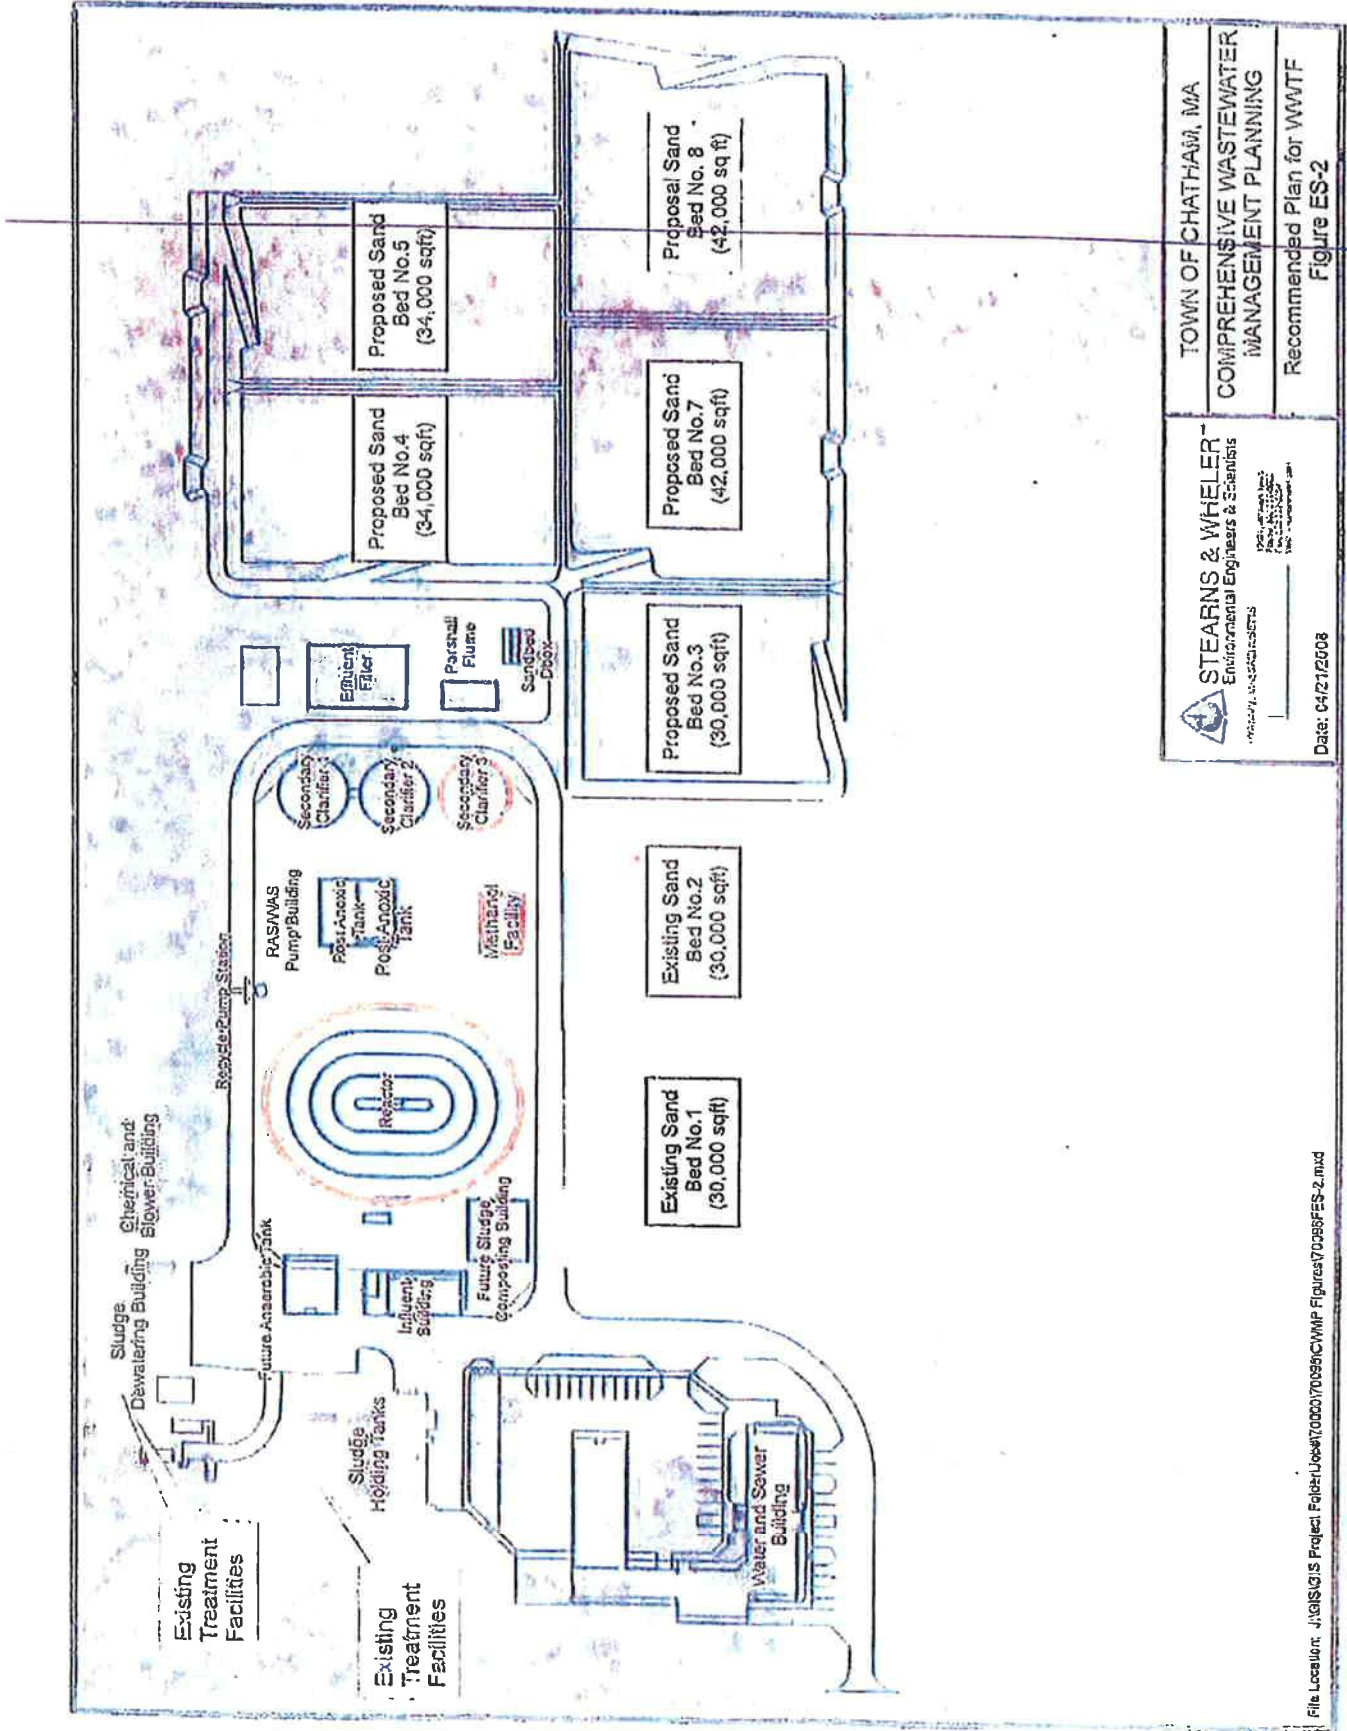 Sludge
Dewatering Building
Chemical and
Blower Building
Existing
Treatment
Facilities
Future Anaerobic Tank
Recycle Pump Station
RAS/WAS
Pump Building
Secondary
Clarifier 1
Secondary
Clarifier 2
Secondary
Clarifier 3
Effluent
Filter
Parshall
Flume
Sandbed
Dbox
Post Anoxic
Tank
Post Anoxic
Tank
Methanol
Facility
Reactor
Influent
Building
Future Sludge
Composting Building
Sludge
Holding Tanks
Existing
Treatment
Facilities
Water and Sewer
Building
Proposed Sand
Bed No.4
(34,000 sqft)
Proposed Sand
Bed No.5
(34,000 sqft)
Existing Sand
Bed No.1
(30,000 sqft)
Existing Sand
Bed No.2
(30,000 sqft)
Proposed Sand
Bed No.3
(30,000 sqft)
Proposed Sand
Bed No.7
(42,000 sqft)
Proposal Sand
Bed No. 8
(42,000 sq ft)
STEARNS & WHELER
Environmental Engineers & Scientists
Date: 04/21/2008
TOWN OF CHATHAM, MA
COMPREHENSIVE WASTEWATER
MANAGEMENT PLANNING
Recommended Plan for WWTF
Figure ES-2
File Location: